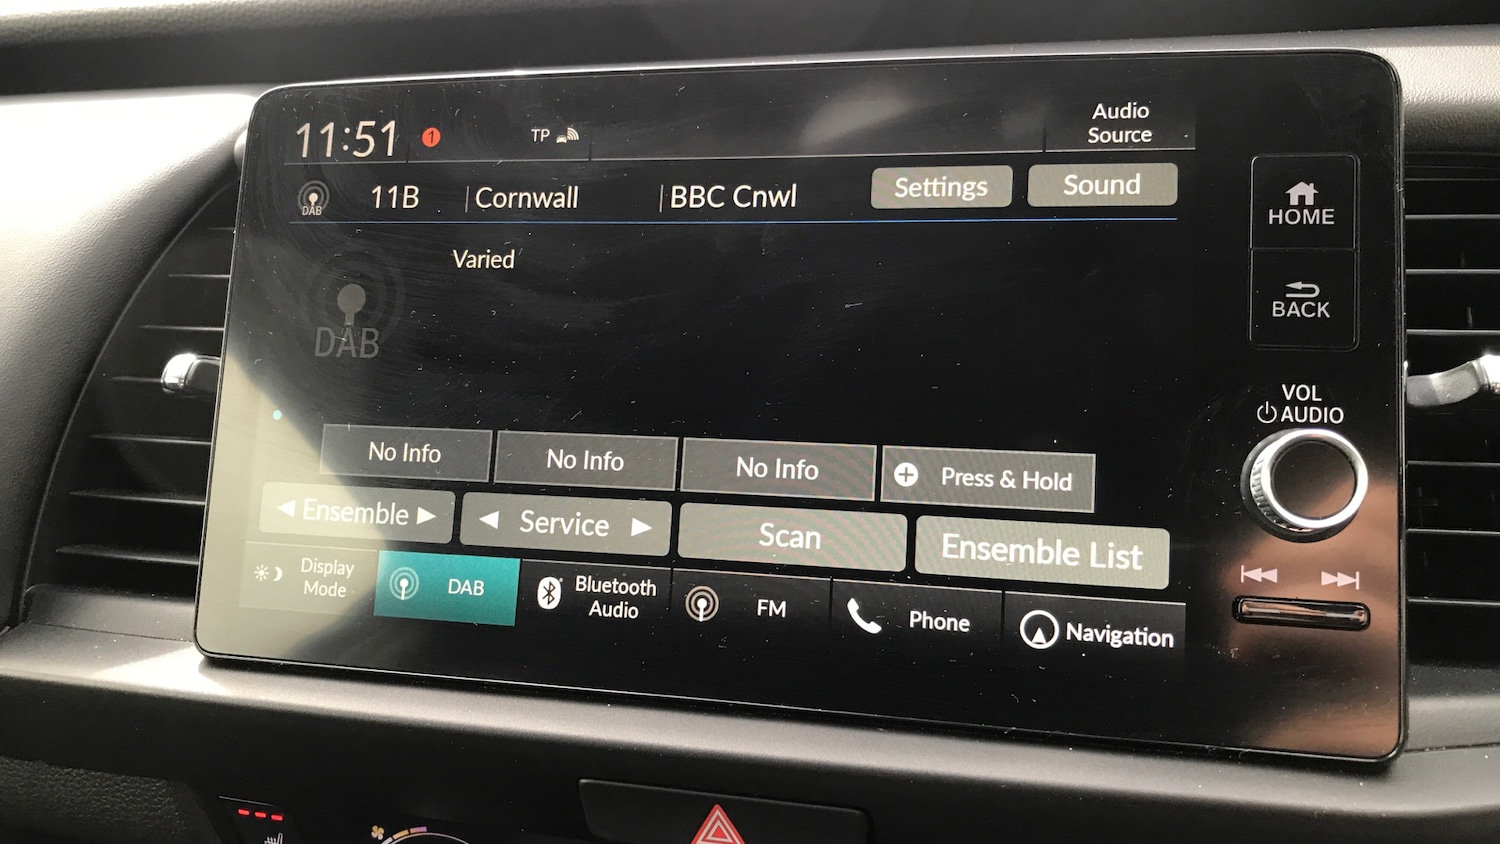 11:51
1
TP
Audio
Source
DAB
11B
Cornwall
BBC Cnwl
Settings
Sound
Varied
DAB
No Info
No Info
No Info
Press & Hold
Ensemble
Service
Scan
Ensemble List
Display
Mode
DAB
Bluetooth
Audio
FM
Phone
Navigation
HOME
BACK
VOL
AUDIO